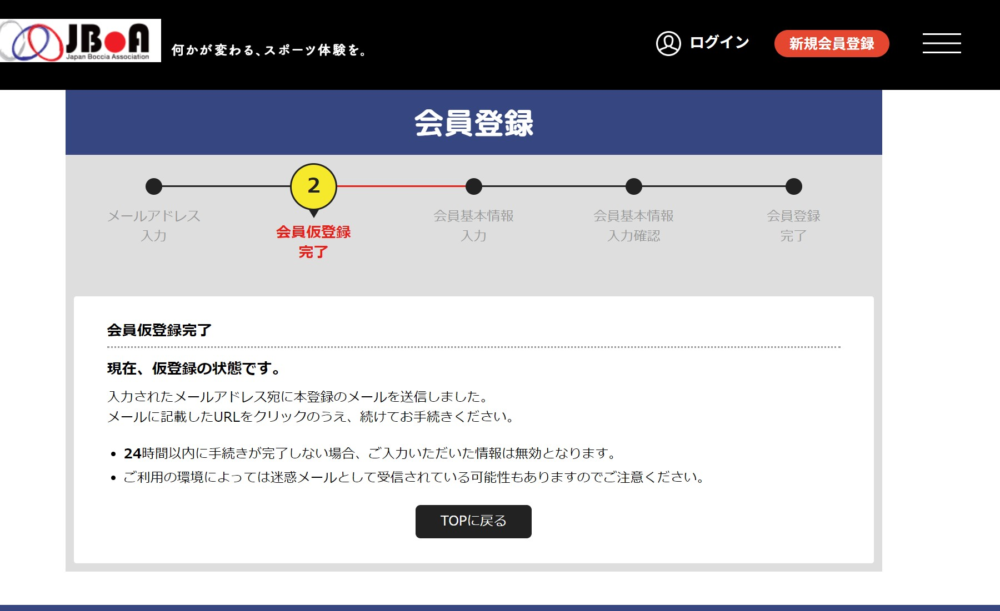 JBoA
Japan Boccia Association
何かが変わる、スポーツ体験を。
ログイン
新規会員登録
会員登録
メールアドレス
入力
2
会員仮登録
完了
会員基本情報
入力
会員基本情報
入力確認
会員登録
完了
会員仮登録完了
現在、仮登録の状態です。
入力されたメールアドレス宛に本登録のメールを送信しました。
メールに記載したURLをクリックのうえ、続けてお手続きください。
• 24時間以内に手続きが完了しない場合、ご入力いただいた情報は無効となります。
• ご利用の環境によっては迷惑メールとして受信されている可能性もありますのでご注意ください。
TOPに戻る